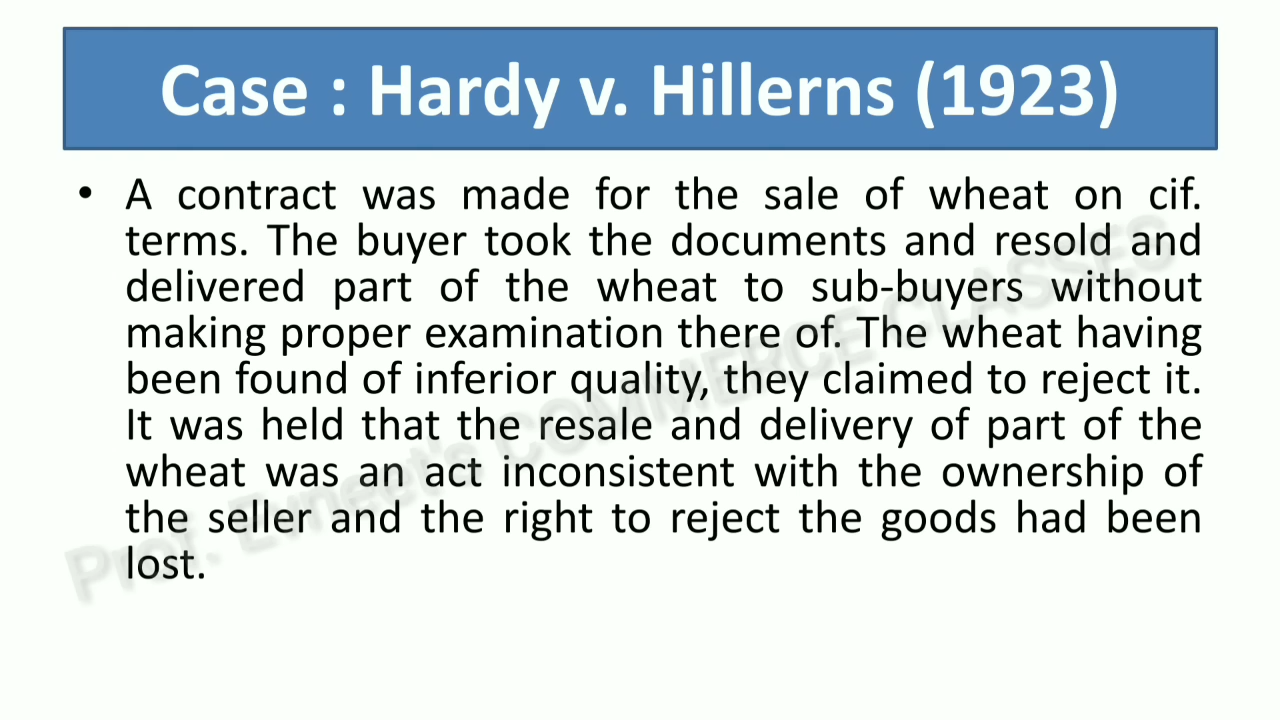 Case : Hardy v. Hillerns (1923)
• A contract was made for the sale of wheat on cif.
terms. The buyer took the documents and resold and
delivered part of the wheat to sub-buyers without
making proper examination there of. The wheat having
been found of inferior quality, they claimed to reject it.
It was held that the resale and delivery of part of the
wheat was an act inconsistent with the ownership of
the seller and the right to reject the goods had been
lost.
Prof. Evneet's COMMERCE CLASSES